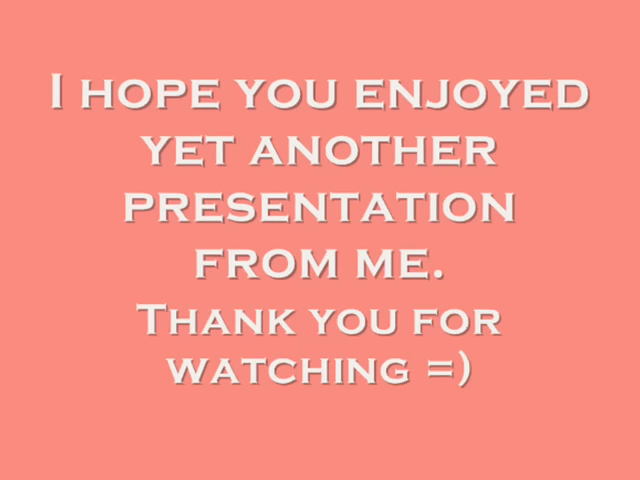 I HOPE YOU ENJOYED
YET ANOTHER
PRESENTATION
FROM ME.
THANK YOU FOR
WATCHING =)